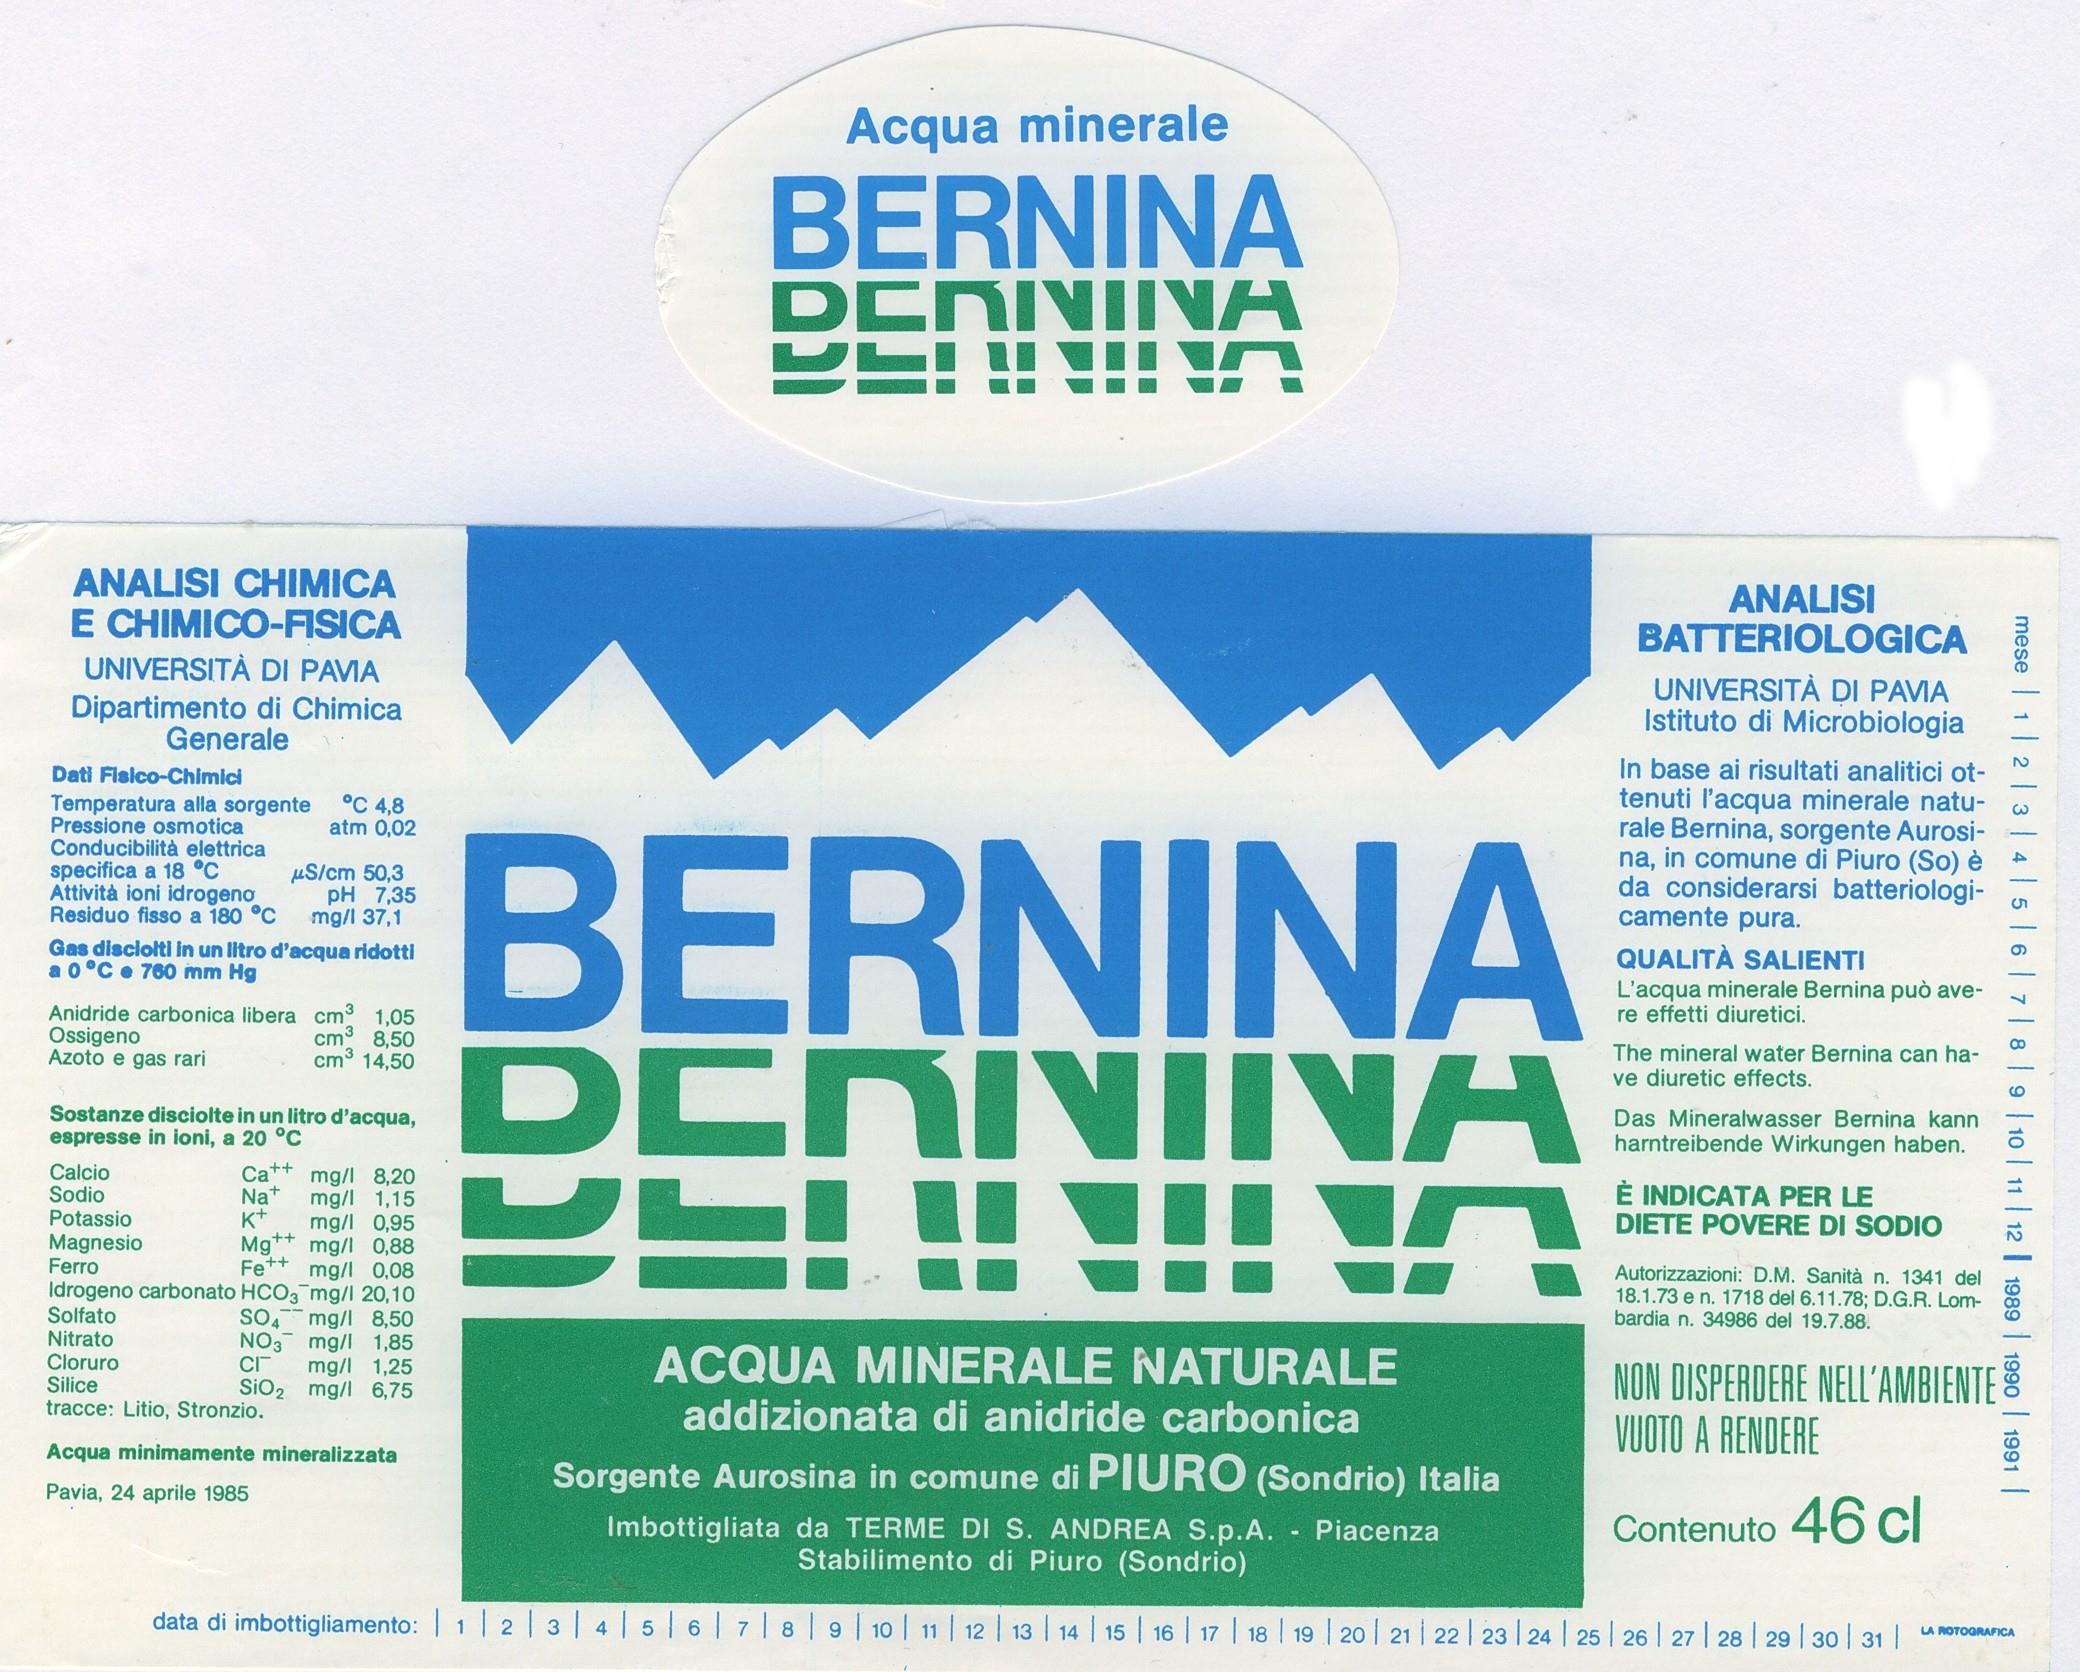 Acqua minerale
BERNINA
BERNINA
BERNINA
ANALISI CHIMICA
E CHIMICO-FISICA
UNIVERSITÀ DI PAVIA
Dipartimento di Chimica
Generale
Dati Fisico-Chimici
Temperatura alla sorgente °C 4,8
Pressione osmotica atm 0,02
Conducibilità elettrica
specifica a 18 °C µS/cm 50,3
Attività ioni idrogeno pH 7,35
Residuo fisso a 180 °C mg/l 37,1
Gas disciolti in un litro d'acqua ridotti
a 0 °C e 760 mm Hg
Anidride carbonica libera cm³ 1,05
Ossigeno cm³ 8,50
Azoto e gas rari cm³ 14,50
Sostanze disciolte in un litro d'acqua,
espresse in ioni, a 20 °C
Calcio Ca⁺⁺ mg/l 8,20
Sodio Na⁺ mg/l 1,15
Potassio K⁺ mg/l 0,95
Magnesio Mg⁺⁺ mg/l 0,88
Ferro Fe⁺⁺ mg/l 0,08
Idrogeno carbonato HCO₃⁻ mg/l 20,10
Solfato SO₄⁻⁻ mg/l 8,50
Nitrato NO₃⁻ mg/l 1,85
Cloruro Cl⁻ mg/l 1,25
Silice SiO₂ mg/l 6,75
tracce: Litio, Stronzio.
Acqua minimamente mineralizzata
Pavia, 24 aprile 1985
BERNINA
BERNINA
BERNINA
ACQUA MINERALE NATURALE
addizionata di anidride carbonica
Sorgente Aurosina in comune di PIURO (Sondrio) Italia
Imbottigliata da TERME DI S. ANDREA S.p.A. - Piacenza
Stabilimento di Piuro (Sondrio)
ANALISI
BATTERIOLOGICA
UNIVERSITÀ DI PAVIA
Istituto di Microbiologia
In base ai risultati analitici ot-
tenuti l'acqua minerale natu-
rale Bernina, sorgente Aurosi-
na, in comune di Piuro (So) è
da considerarsi batteriologi-
camente pura.
QUALITÀ SALIENTI
L'acqua minerale Bernina può ave-
re effetti diuretici.
The mineral water Bernina can ha-
ve diuretic effects.
Das Mineralwasser Bernina kann
harntreibende Wirkungen haben.
È INDICATA PER LE
DIETE POVERE DI SODIO
Autorizzazioni: D.M. Sanità n. 1341 del
18.1.73 e n. 1718 del 6.11.78; D.G.R. Lom-
bardia n. 34986 del 19.7.88.
NON DISPERDERE NELL'AMBIENTE
VUOTO A RENDERE
Contenuto 46 cl
mese | 1 | 2 | 3 | 4 | 5 | 6 | 7 | 8 | 9 | 10 | 11 | 12 | 1989 | 1990 | 1991 |
data di imbottigliamento: | 1 | 2 | 3 | 4 | 5 | 6 | 7 | 8 | 9 | 10 | 11 | 12 | 13 | 14 | 15 | 16 | 17 | 18 | 19 | 20 | 21 | 22 | 23 | 24 | 25 | 26 | 27 | 28 | 29 | 30 | 31 |
LA ROTOGRAFICA